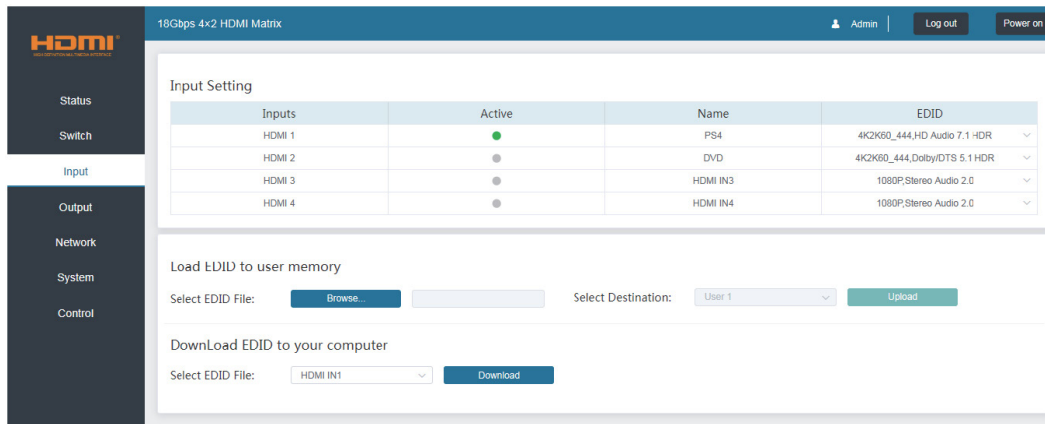 18Gbps 4×2 HDMI Matrix Admin Log out Power on
HDMI
HIGH-DEFINITION MULTIMEDIA INTERFACE
Status
Switch
Input
Output
Network
System
Control
Input Setting
Inputs Active Name EDID
HDMI 1 PS4 4K2K60_444,HD Audio 7.1 HDR
HDMI 2 DVD 4K2K60_444,Dolby/DTS 5.1 HDR
HDMI 3 HDMI IN3 1080P,Stereo Audio 2.0
HDMI 4 HDMI IN4 1080P,Stereo Audio 2.0
Load EDID to user memory
Select EDID File: Browse... Select Destination: User 1 Upload
DownLoad EDID to your computer
Select EDID File: HDMI IN1 Download